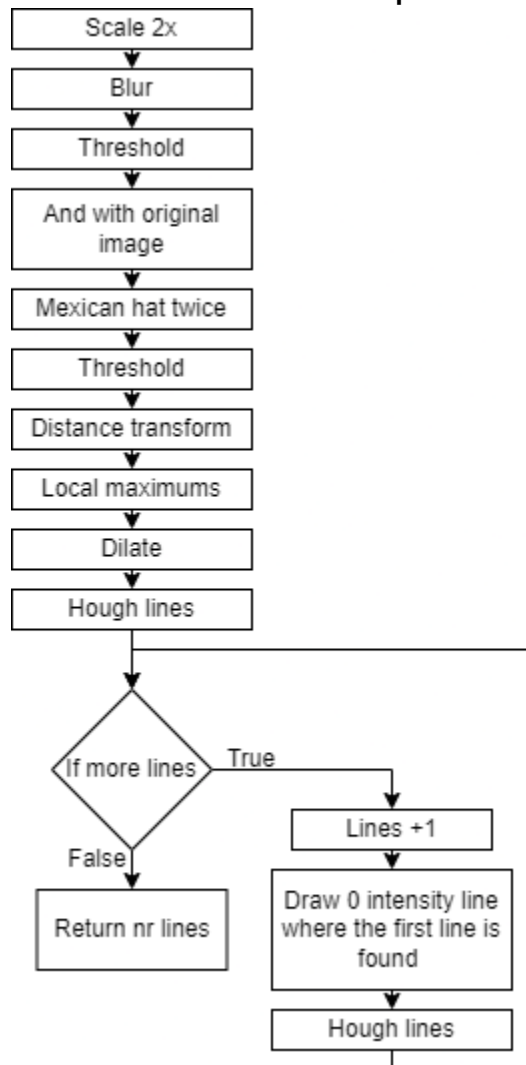 Scale 2x
Blur
Threshold
And with original
image
Mexican hat twice
Threshold
Distance transform
Local maximums
Dilate
Hough lines
If more lines
True
Lines +1
False
Return nr lines
Draw 0 intensity line
where the first line is
found
Hough lines